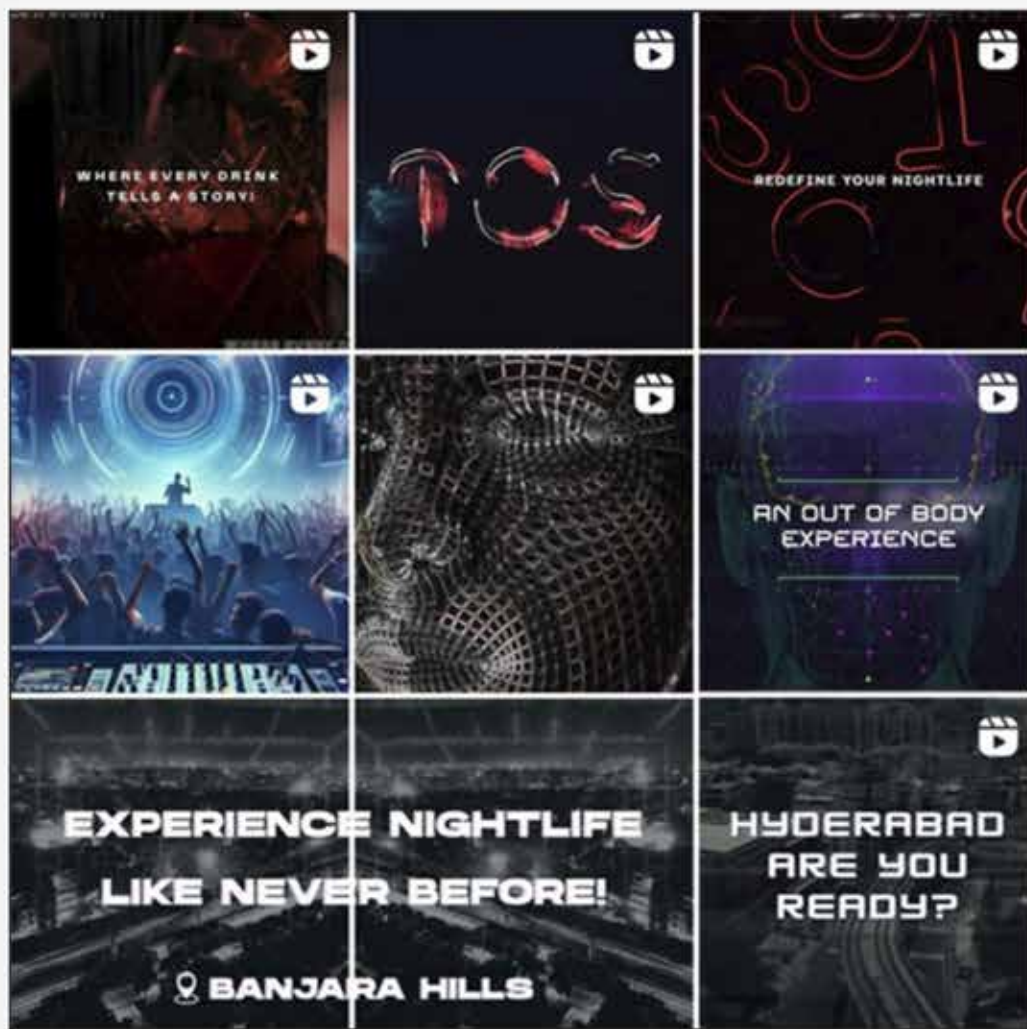 WHERE EVERY DRINK
TELLS A STORY!
TOS
REDEFINE YOUR NIGHTLIFE
AN OUT OF BODY
EXPERIENCE
EXPERIENCE NIGHTLIFE
LIKE NEVER BEFORE!
BANJARA HILLS
HYDERABAD
ARE YOU
READY?